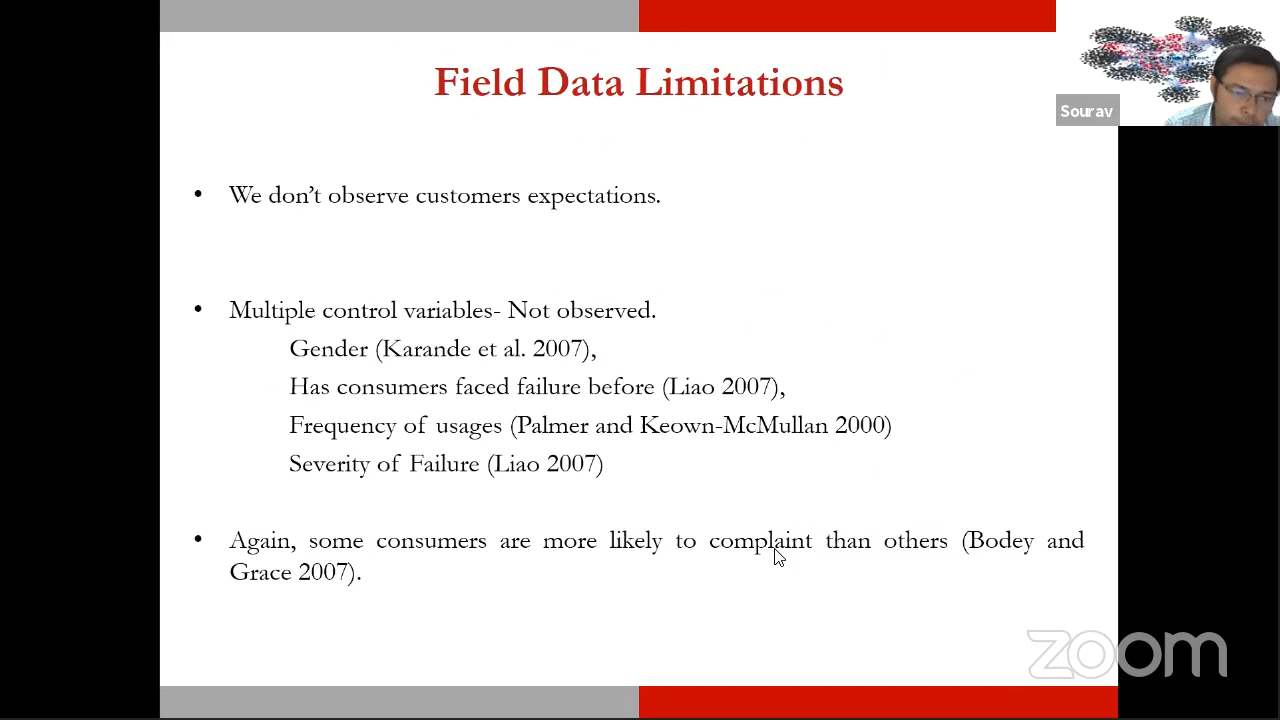 Field Data Limitations
Sourav
• We don't observe customers expectations.
• Multiple control variables- Not observed.
Gender (Karande et al. 2007),
Has consumers faced failure before (Liao 2007),
Frequency of usages (Palmer and Keown-McMullan 2000)
Severity of Failure (Liao 2007)
• Again, some consumers are more likely to complaint than others (Bodey and
Grace 2007).
zoom